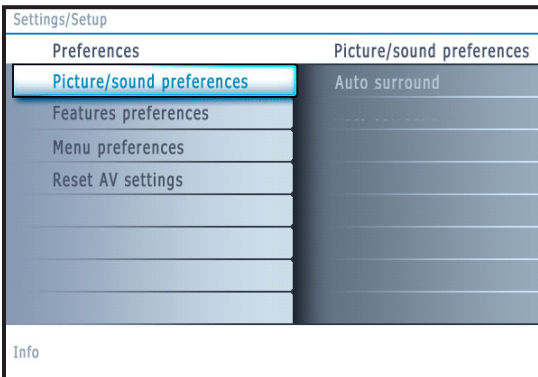 Settings/Setup
Preferences
Picture/sound preferences
Picture/sound preferences
Auto surround
Features preferences
Menu preferences
Reset AV settings
Info